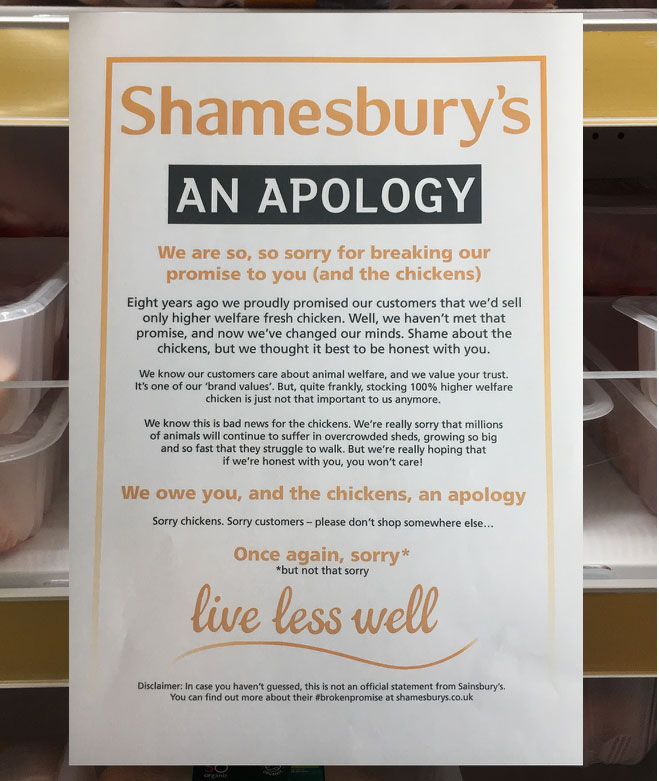 Shamesbury's
AN APOLOGY
We are so, so sorry for breaking our
promise to you (and the chickens)
Eight years ago we proudly promised our customers that we'd sell
only higher welfare fresh chicken. Well, we haven't met that
promise, and now we've changed our minds. Shame about the
chickens, but we thought it best to be honest with you.
We know our customers care about animal welfare, and we value your trust.
It's one of our 'brand values'. But, quite frankly, stocking 100% higher welfare
chicken is just not that important to us anymore.
We know this is bad news for the chickens. We're really sorry that millions
of animals will continue to suffer in overcrowded sheds, growing so big
and so fast that they struggle to walk. But we're really hoping that
if we're honest with you, you won't care!
We owe you, and the chickens, an apology
Sorry chickens. Sorry customers – please don't shop somewhere else...
Once again, sorry*
*but not that sorry
live less well
Disclaimer: In case you haven't guessed, this is not an official statement from Sainsbury's.
You can find out more about their #brokenpromise at shamesburys.co.uk
organic